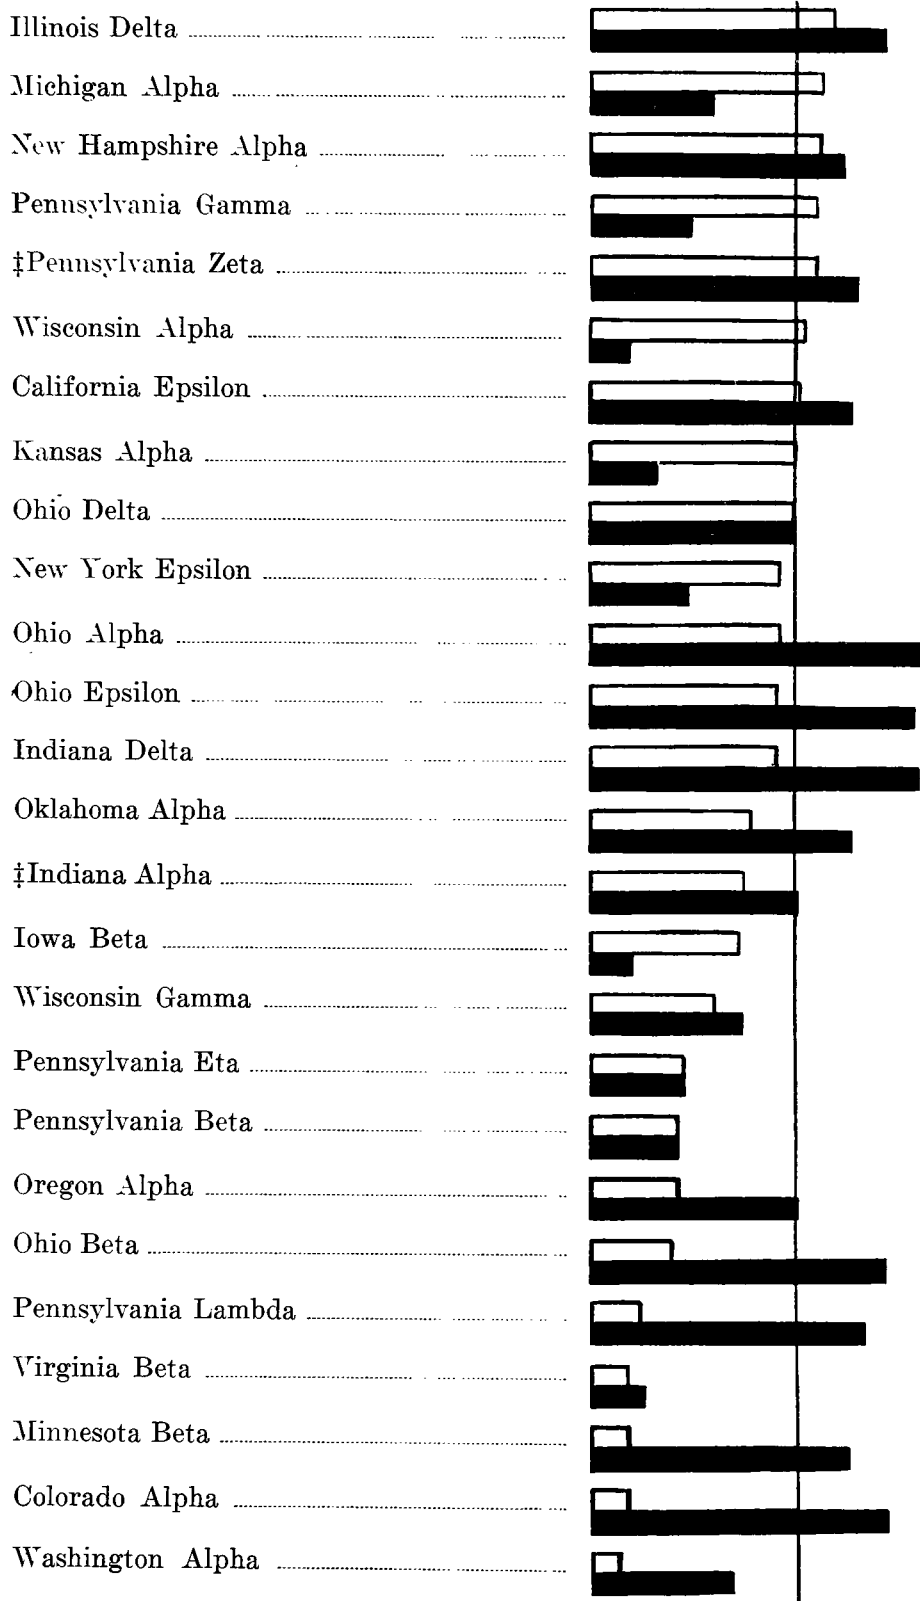 Illinois Delta
Michigan Alpha
New Hampshire Alpha
Pennsylvania Gamma
‡Pennsylvania Zeta
Wisconsin Alpha
California Epsilon
Kansas Alpha
Ohio Delta
New York Epsilon
Ohio Alpha
Ohio Epsilon
Indiana Delta
Oklahoma Alpha
‡Indiana Alpha
Iowa Beta
Wisconsin Gamma
Pennsylvania Eta
Pennsylvania Beta
Oregon Alpha
Ohio Beta
Pennsylvania Lambda
Virginia Beta
Minnesota Beta
Colorado Alpha
Washington Alpha